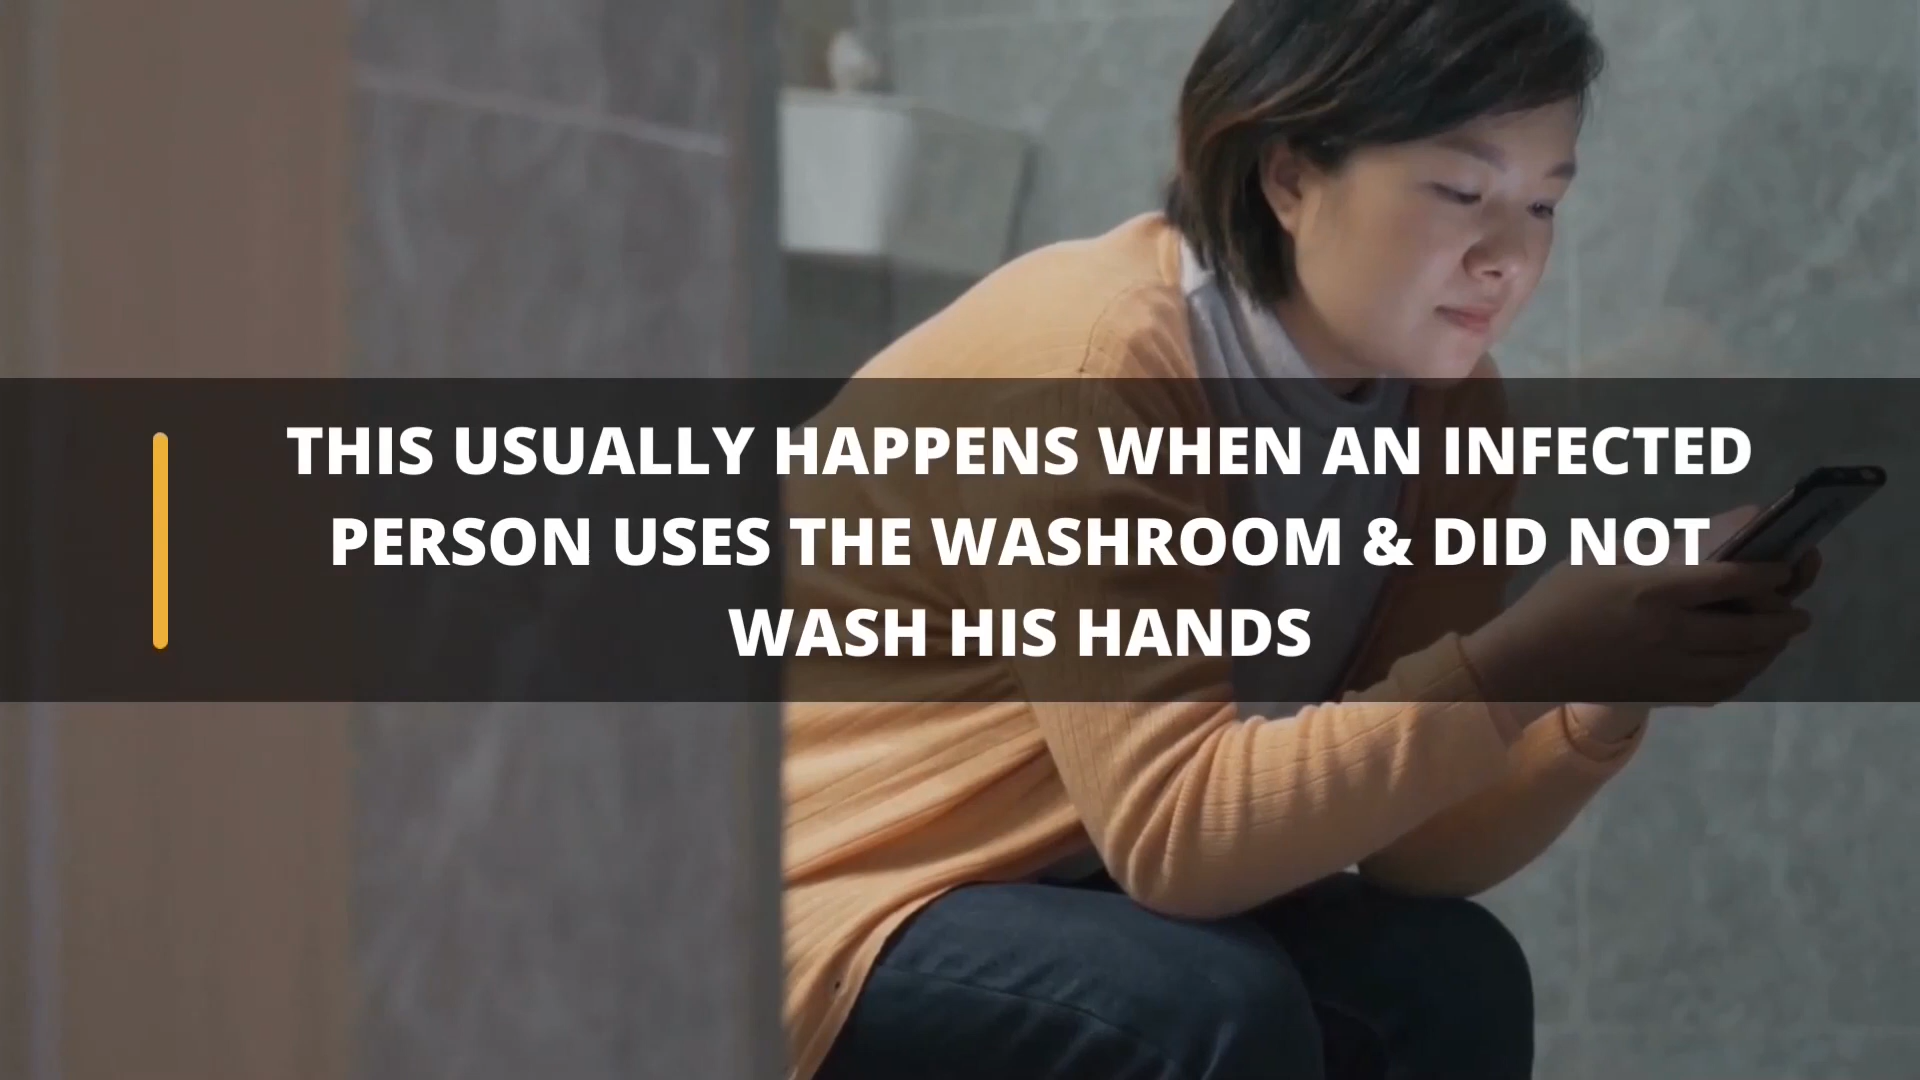 THIS USUALLY HAPPENS WHEN AN INFECTED
PERSON USES THE WASHROOM & DID NOT
WASH HIS HANDS